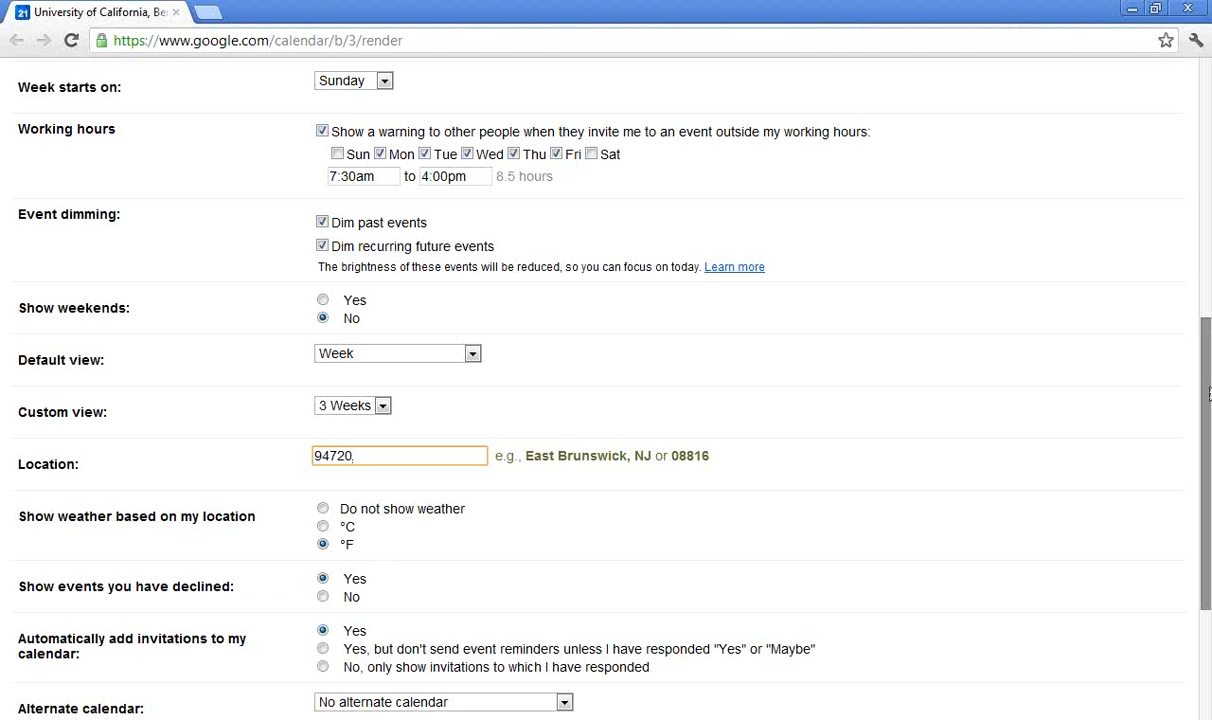 21 University of California, Be
https://www.google.com/calendar/b/3/render
Week starts on: Sunday
Working hours Show a warning to other people when they invite me to an event outside my working hours:
Sun Mon Tue Wed Thu Fri Sat
7:30am to 4:00pm 8.5 hours
Event dimming: Dim past events
Dim recurring future events
The brightness of these events will be reduced, so you can focus on today. Learn more
Show weekends: Yes
No
Default view: Week
Custom view: 3 Weeks
Location: 94720 e.g., East Brunswick, NJ or 08816
Show weather based on my location Do not show weather
°C
°F
Show events you have declined: Yes
No
Automatically add invitations to my calendar: Yes
Yes, but don't send event reminders unless I have responded "Yes" or "Maybe"
No, only show invitations to which I have responded
Alternate calendar: No alternate calendar